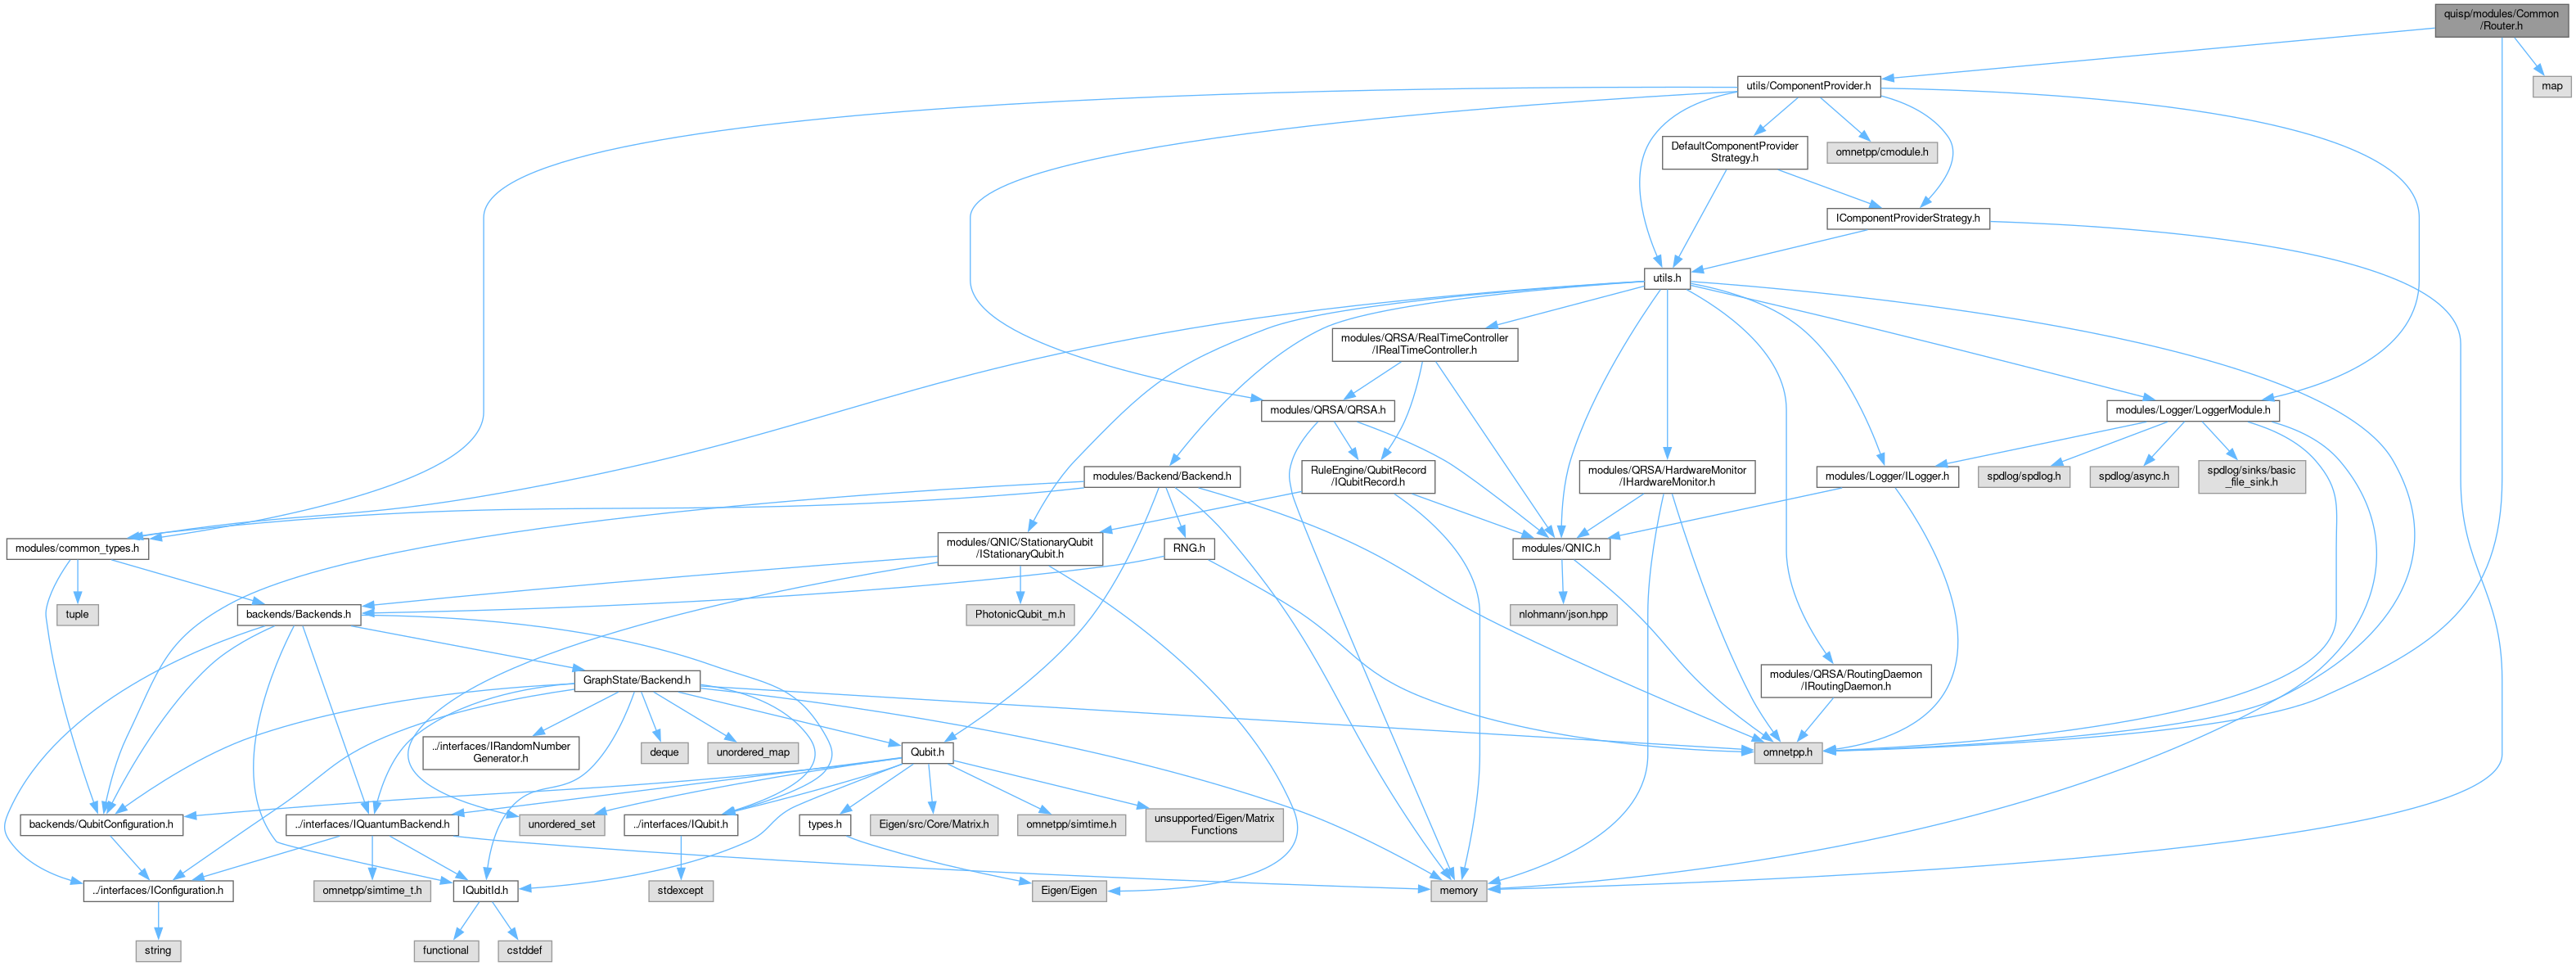 quisp/modules/Common
/Router.h
utils/ComponentProvider.h
map
DefaultComponentProvider
Strategy.h
omnetpp/cmodule.h
IComponentProviderStrategy.h
utils.h
modules/QRSA/RealTimeController
/IRealTimeController.h
modules/QRSA/QRSA.h
modules/Logger/LoggerModule.h
modules/Backend/Backend.h
RuleEngine/QubitRecord
/IQubitRecord.h
modules/QRSA/HardwareMonitor
/IHardwareMonitor.h
modules/Logger/ILogger.h
spdlog/spdlog.h
spdlog/async.h
spdlog/sinks/basic
_file_sink.h
modules/common_types.h
modules/QNIC/StationaryQubit
/IStationaryQubit.h
RNG.h
modules/QNIC.h
tuple
backends/Backends.h
PhotonicQubit_m.h
nlohmann/json.hpp
GraphState/Backend.h
modules/QRSA/RoutingDaemon
/IRoutingDaemon.h
../interfaces/IRandomNumber
Generator.h
deque
unordered_map
Qubit.h
omnetpp.h
backends/QubitConfiguration.h
../interfaces/IQuantumBackend.h
unordered_set
../interfaces/IQubit.h
types.h
Eigen/src/Core/Matrix.h
omnetpp/simtime.h
unsupported/Eigen/Matrix
Functions
../interfaces/IConfiguration.h
omnetpp/simtime_t.h
IQubitId.h
stdexcept
Eigen/Eigen
memory
string
functional
cstddef